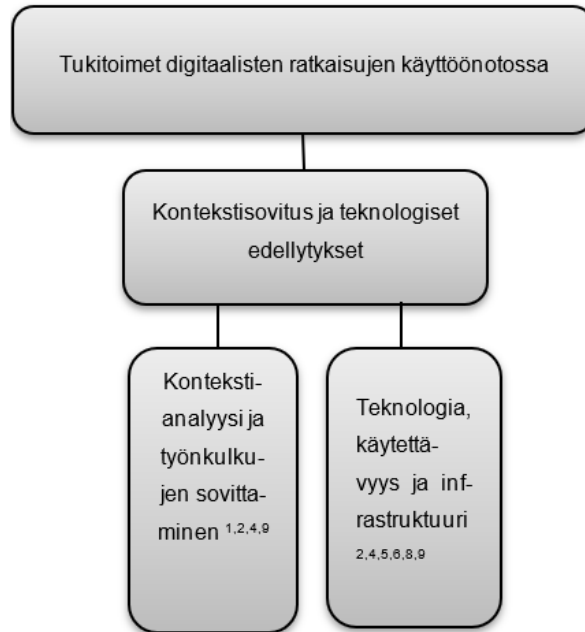 Tukitoimet digitaalisten ratkaisujen käyttöönotossa
Kontekstisovitus ja teknologiset
edellytykset
Konteksti-
analyysi ja
työnkulku-
jen sovitta-
minen 1,2,4,9
Teknologia,
käytettä-
vyys ja inf-
rastruktuuri
2,4,5,6,8,9